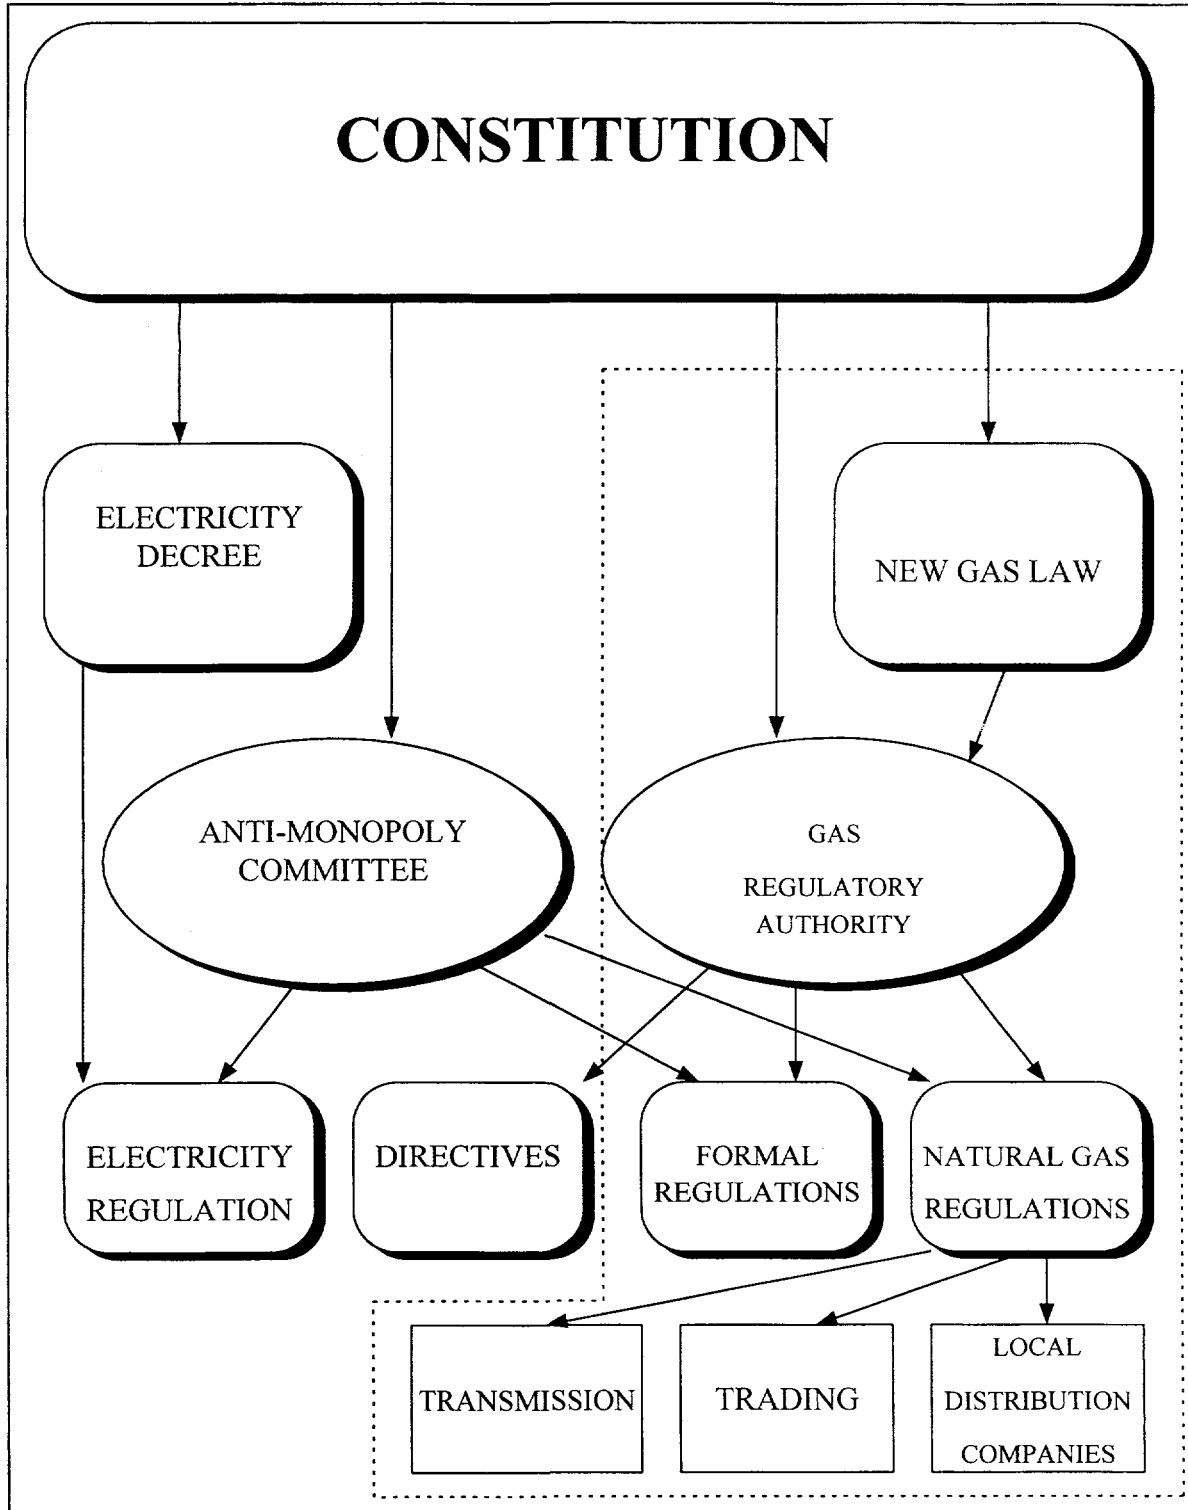 CONSTITUTION
ELECTRICITY
DECREE
NEW GAS LAW
ANTI-MONOPOLY
COMMITTEE
GAS
REGULATORY
AUTHORITY
ELECTRICITY
REGULATION
DIRECTIVES
FORMAL
REGULATIONS
NATURAL GAS
REGULATIONS
TRANSMISSION
TRADING
LOCAL
DISTRIBUTION
COMPANIES